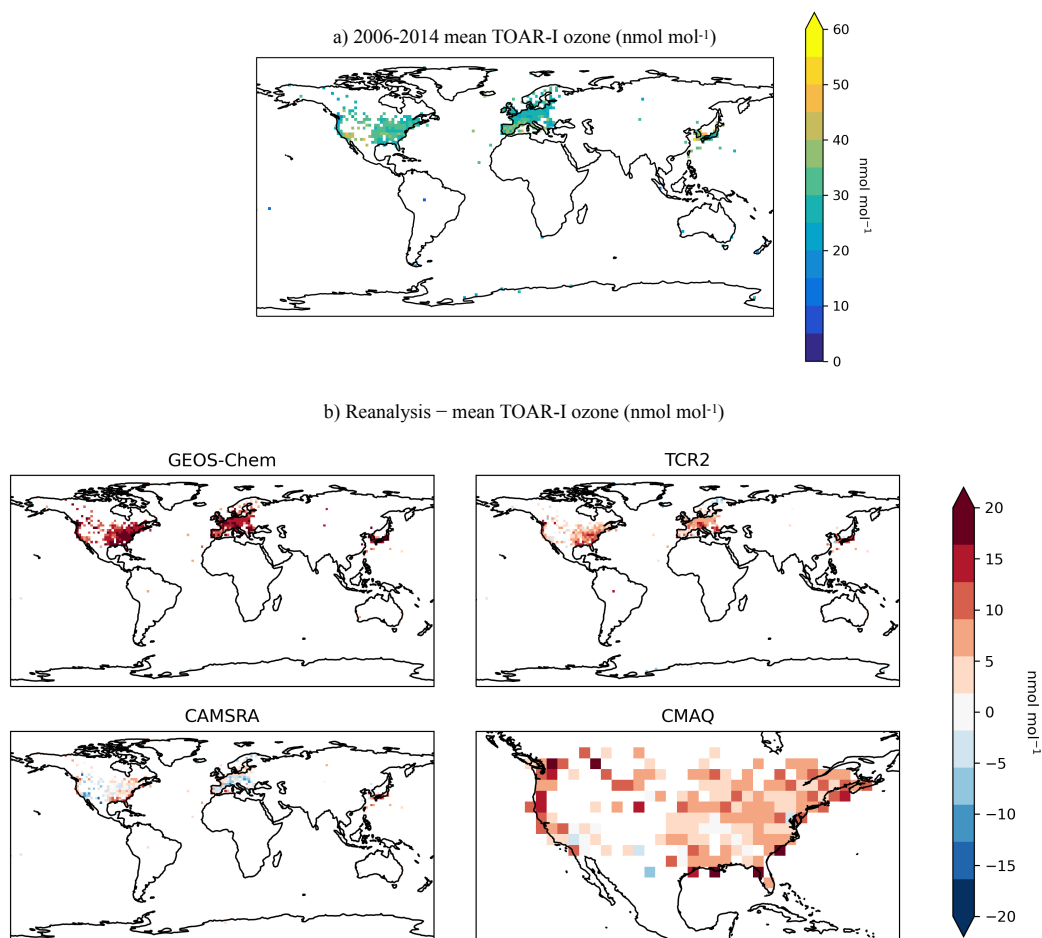 a) 2006-2014 mean TOAR-I ozone (nmol mol⁻¹)
60
50
40
30
20
10
0
nmol mol⁻¹
b) Reanalysis − mean TOAR-I ozone (nmol mol⁻¹)
GEOS-Chem
TCR2
CAMSRA
CMAQ
20
15
10
5
0
−5
−10
−15
−20
nmol mol⁻¹